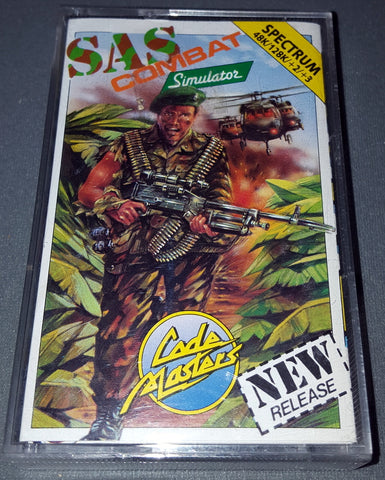 SAS
COMBAT
Simulator
SPECTRUM
48K/128K/+2/+3
Code
Masters
NEW
RELEASE